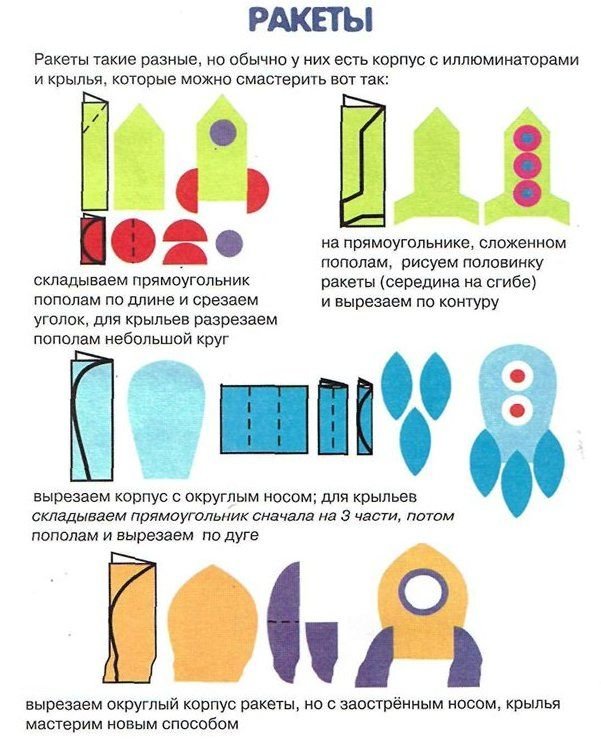 РАКЕТЫ
Ракеты такие разные, но обычно у них есть корпус с иллюминаторами
и крылья, которые можно смастерить вот так:
складываем прямоугольник
пополам по длине и срезаем
уголок, для крыльев разрезаем
пополам небольшой круг
на прямоугольнике, сложенном
пополам, рисуем половинку
ракеты (середина на сгибе)
и вырезаем по контуру
вырезаем корпус с округлым носом; для крыльев
складываем прямоугольник сначала на 3 части, потом
пополам и вырезаем по дуге
вырезаем округлый корпус ракеты, но с заострённым носом, крылья
мастерим новым способом